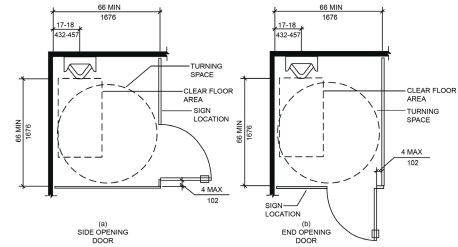 66 MIN
1676
17-18
432-457
TURNING
SPACE
CLEAR FLOOR
AREA
SIGN
LOCATION
66 MIN
1676
4 MAX
102
(a)
SIDE OPENING
DOOR
66 MIN
1676
17-18
432-457
CLEAR FLOOR
AREA
TURNING
SPACE
66 MIN
1676
4 MAX
102
SIGN
LOCATION
(b)
END OPENING
DOOR